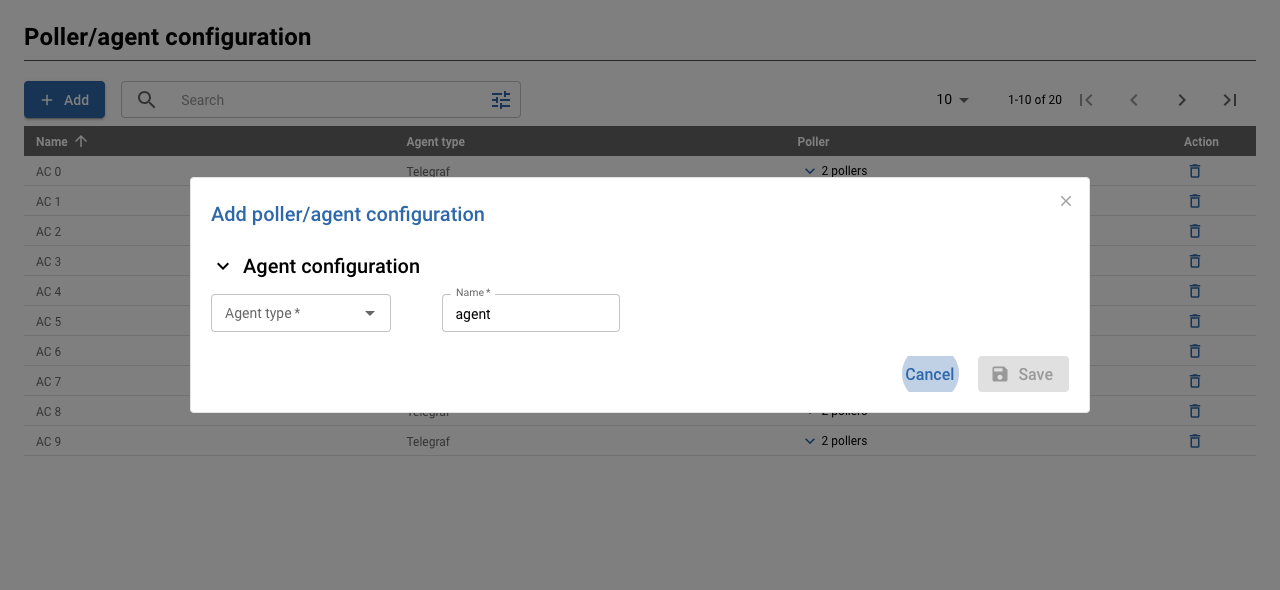 Poller/agent configuration
Add
Search
10
1-10 of 20
Name Agent type Poller Action
AC 0 Telegraf 2 pollers
AC 1
AC 2
AC 3
AC 4
AC 5
AC 6
AC 7
AC 8 Telegraf 2 pollers
AC 9 Telegraf 2 pollers
Add poller/agent configuration
Agent configuration
Agent type *
Name *
agent
Cancel
Save